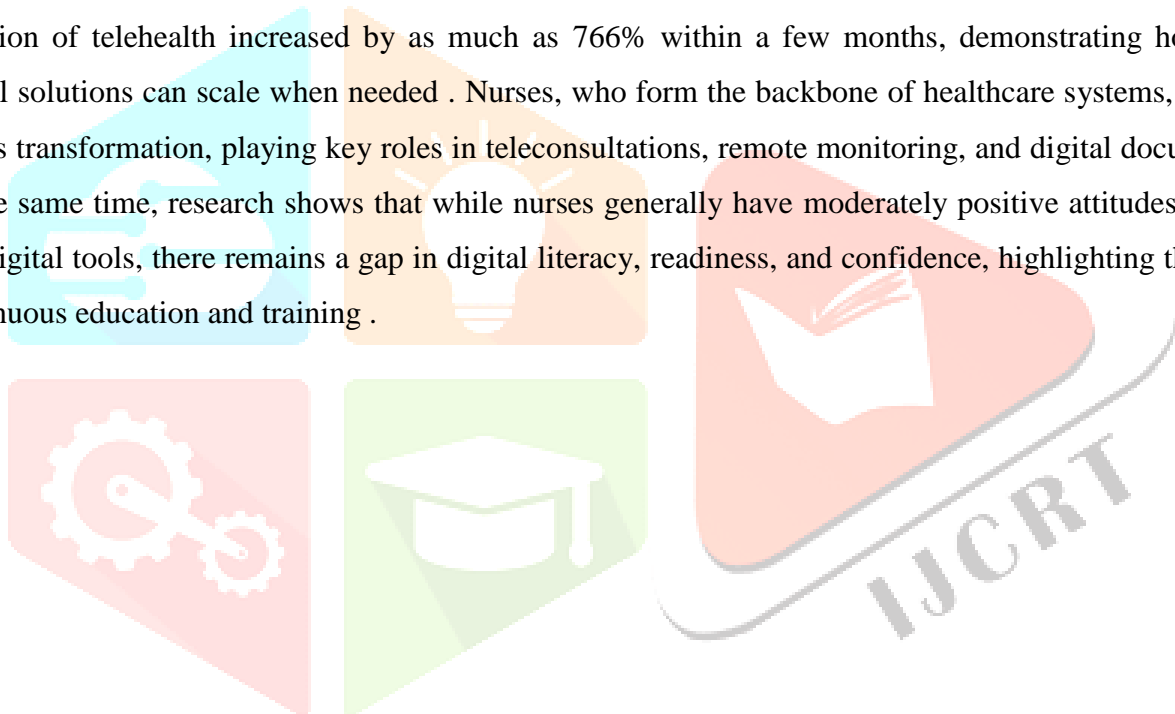 ion of telehealth increased by as much as 766% within a few months, demonstrating ho
l solutions can scale when needed . Nurses, who form the backbone of healthcare systems,
s transformation, playing key roles in teleconsultations, remote monitoring, and digital docu
e same time, research shows that while nurses generally have moderately positive attitudes
igital tools, there remains a gap in digital literacy, readiness, and confidence, highlighting t
nuous education and training .
IJCRT